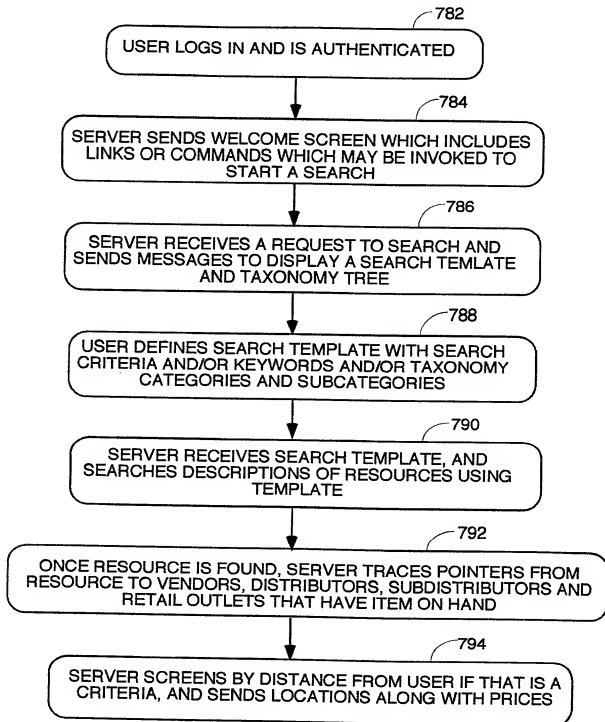 782
USER LOGS IN AND IS AUTHENTICATED
784
SERVER SENDS WELCOME SCREEN WHICH INCLUDES
LINKS OR COMMANDS WHICH MAY BE INVOKED TO
START A SEARCH
786
SERVER RECEIVES A REQUEST TO SEARCH AND
SENDS MESSAGES TO DISPLAY A SEARCH TEMLATE
AND TAXONOMY TREE
788
USER DEFINES SEARCH TEMPLATE WITH SEARCH
CRITERIA AND/OR KEYWORDS AND/OR TAXONOMY
CATEGORIES AND SUBCATEGORIES
790
SERVER RECEIVES SEARCH TEMPLATE, AND
SEARCHES DESCRIPTIONS OF RESOURCES USING
TEMPLATE
792
ONCE RESOURCE IS FOUND, SERVER TRACES POINTERS FROM
RESOURCE TO VENDORS, DISTRIBUTORS, SUBDISTRIBUTORS AND
RETAIL OUTLETS THAT HAVE ITEM ON HAND
794
SERVER SCREENS BY DISTANCE FROM USER IF THAT IS A
CRITERIA, AND SENDS LOCATIONS ALONG WITH PRICES